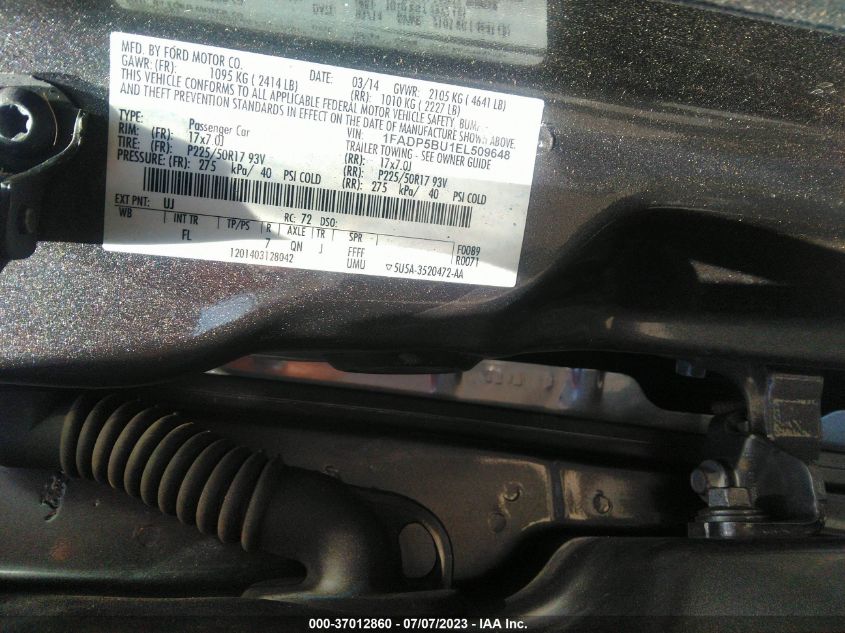 MFD. BY FORD MOTOR CO.
DATE: 03/14 GVWR: 2105 KG ( 4641 LB)
GAWR: (FR): 1095 KG ( 2414 LB) (RR): 1010 KG ( 2227 LB)
THIS VEHICLE CONFORMS TO ALL APPLICABLE FEDERAL MOTOR VEHICLE SAFETY, BUMPER,
AND THEFT PREVENTION STANDARDS IN EFFECT ON THE DATE OF MANUFACTURE SHOWN ABOVE.
VIN: 1FADP5BU1EL509648
TYPE: Passenger Car TRAILER TOWING - SEE OWNER GUIDE
RIM: (FR): 17x7.0J (RR): 17x7.0J
TIRE: (FR): P225/50R17 93V (RR): P225/50R17 93V
PRESSURE: (FR): 275 kPa/ 40 PSI COLD (RR): 275 kPa/ 40 PSI COLD
EXT PNT: UJ RC: 72 DSO:
WB INT TR TP/PS R AXLE TR SPR
FL 7 QN J FFFF F0089
UMU R0071
1201403128042 5U5A-3520472-AA
000-37012860 - 07/07/2023 - IAA Inc.